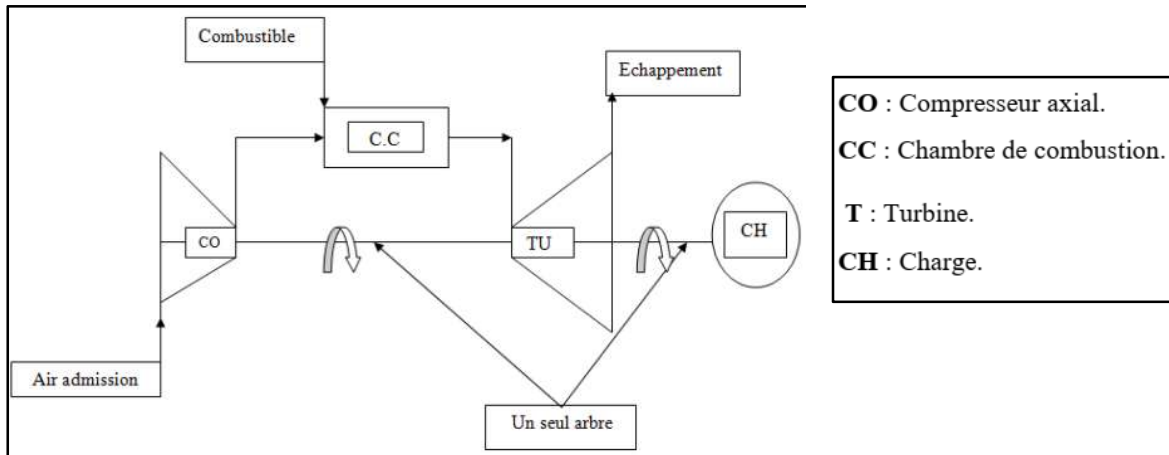 Combustible
Echappement
C.C
CO
TU
CH
Air admission
Un seul arbre
CO : Compresseur axial.
CC : Chambre de combustion.
T : Turbine.
CH : Charge.